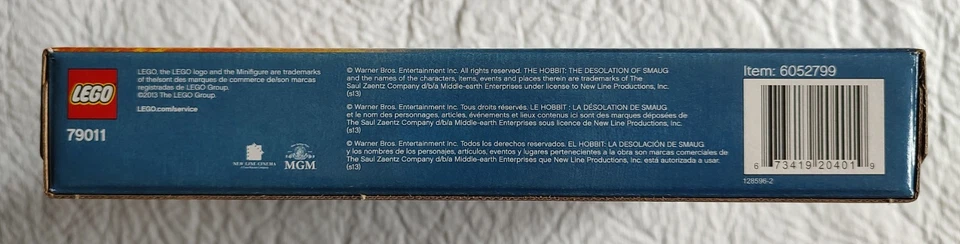 LEGO
79011
LEGO, the LEGO logo and the Minifigure are trademarks
of the/sont des marques de commerce de/son marcas
registradas de LEGO Group.
©2013 The LEGO Group.
LEGO.com/service
NEW LINE CINEMA
MGM
© Warner Bros. Entertainment Inc. All rights reserved. THE HOBBIT: THE DESOLATION OF SMAUG
and the names of the characters, items, events and places therein are trademarks of The
Saul Zaentz Company d/b/a Middle-earth Enterprises under license to New Line Productions, Inc.
(s13)
© Warner Bros. Entertainment Inc. Tous droits réservés. LE HOBBIT : LA DÉSOLATION DE SMAUG
et le nom des personnages, articles, événements et lieux contenus ici sont des marques déposées de
The Saul Zaentz Company d/b/a Middle-earth Enterprises sous licence de New Line Productions, Inc.
(s13)
© Warner Bros. Entertainment Inc. Todos los derechos reservados. EL HOBBIT: LA DESOLACIÓN DE SMAUG
y los nombres de los personajes, artículos, eventos y lugares pertenecientes a la obra son marcas comerciales de
The Saul Zaentz Company d/b/a Middle-earth Enterprises que New Line Productions, Inc. está autorizada a usar.
(s13)
Item: 6052799
6 73419 20401 9
128596-2